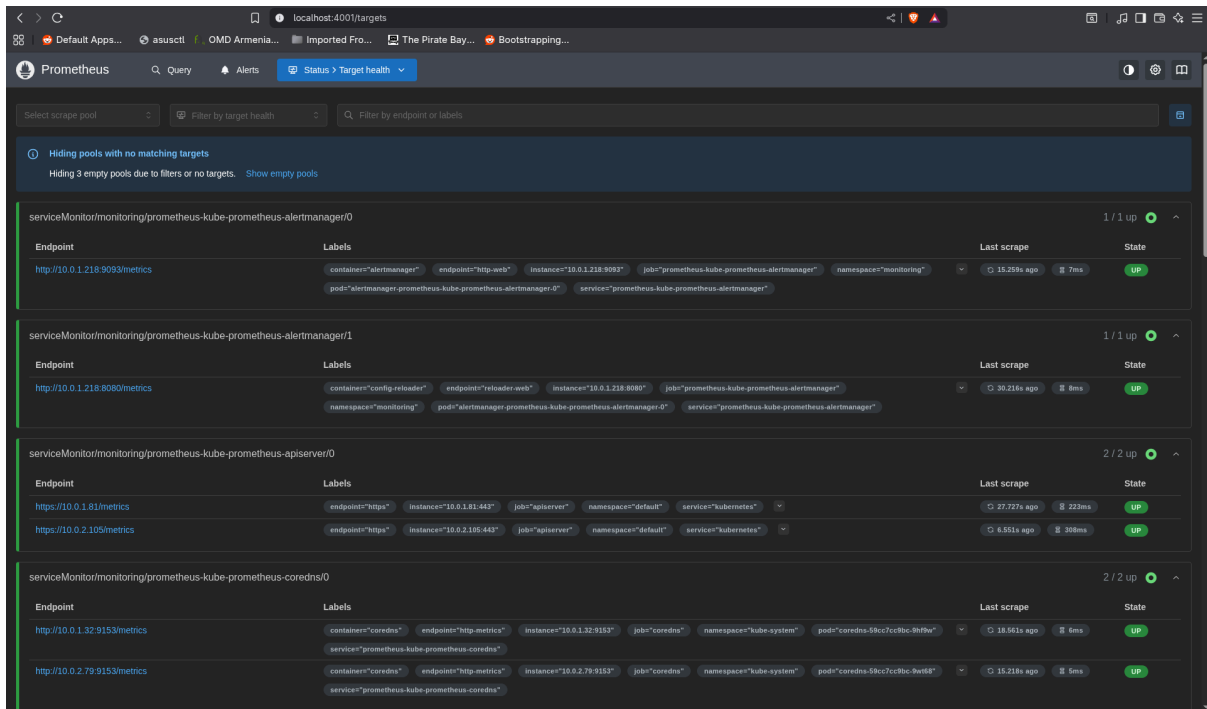 localhost:4001/targets
Default Apps... asusctl OMD Armenia... Imported Fro... The Pirate Bay... Bootstrapping...
Prometheus Query Alerts Status > Target health
Select scrape pool Filter by target health Filter by endpoint or labels
Hiding pools with no matching targets
Hiding 3 empty pools due to filters or no targets. Show empty pools
serviceMonitor/monitoring/prometheus-kube-prometheus-alertmanager/0 1 / 1 up
Endpoint Labels Last scrape State
http://10.0.1.218:9093/metrics container="alertmanager" endpoint="http-web" instance="10.0.1.218:9093" job="prometheus-kube-prometheus-alertmanager" namespace="monitoring" 15.259s ago 7ms UP
pod="alertmanager-prometheus-kube-prometheus-alertmanager-0" service="prometheus-kube-prometheus-alertmanager"
serviceMonitor/monitoring/prometheus-kube-prometheus-alertmanager/1 1 / 1 up
Endpoint Labels Last scrape State
http://10.0.1.218:8080/metrics container="config-reloader" endpoint="reloader-web" instance="10.0.1.218:8080" job="prometheus-kube-prometheus-alertmanager" 30.216s ago 8ms UP
namespace="monitoring" pod="alertmanager-prometheus-kube-prometheus-alertmanager-0" service="prometheus-kube-prometheus-alertmanager"
serviceMonitor/monitoring/prometheus-kube-prometheus-apiserver/0 2 / 2 up
Endpoint Labels Last scrape State
https://10.0.1.81/metrics endpoint="https" instance="10.0.1.81:443" job="apiserver" namespace="default" service="kubernetes" 27.727s ago 223ms UP
https://10.0.2.105/metrics endpoint="https" instance="10.0.2.105:443" job="apiserver" namespace="default" service="kubernetes" 6.551s ago 308ms UP
serviceMonitor/monitoring/prometheus-kube-prometheus-coredns/0 2 / 2 up
Endpoint Labels Last scrape State
http://10.0.1.32:9153/metrics container="coredns" endpoint="http-metrics" instance="10.0.1.32:9153" job="coredns" namespace="kube-system" pod="coredns-59cc7cc9bc-9hf9w" 18.561s ago 6ms UP
service="prometheus-kube-prometheus-coredns"
http://10.0.2.79:9153/metrics container="coredns" endpoint="http-metrics" instance="10.0.2.79:9153" job="coredns" namespace="kube-system" pod="coredns-59cc7cc9bc-9wt68" 15.218s ago 5ms UP
service="prometheus-kube-prometheus-coredns"